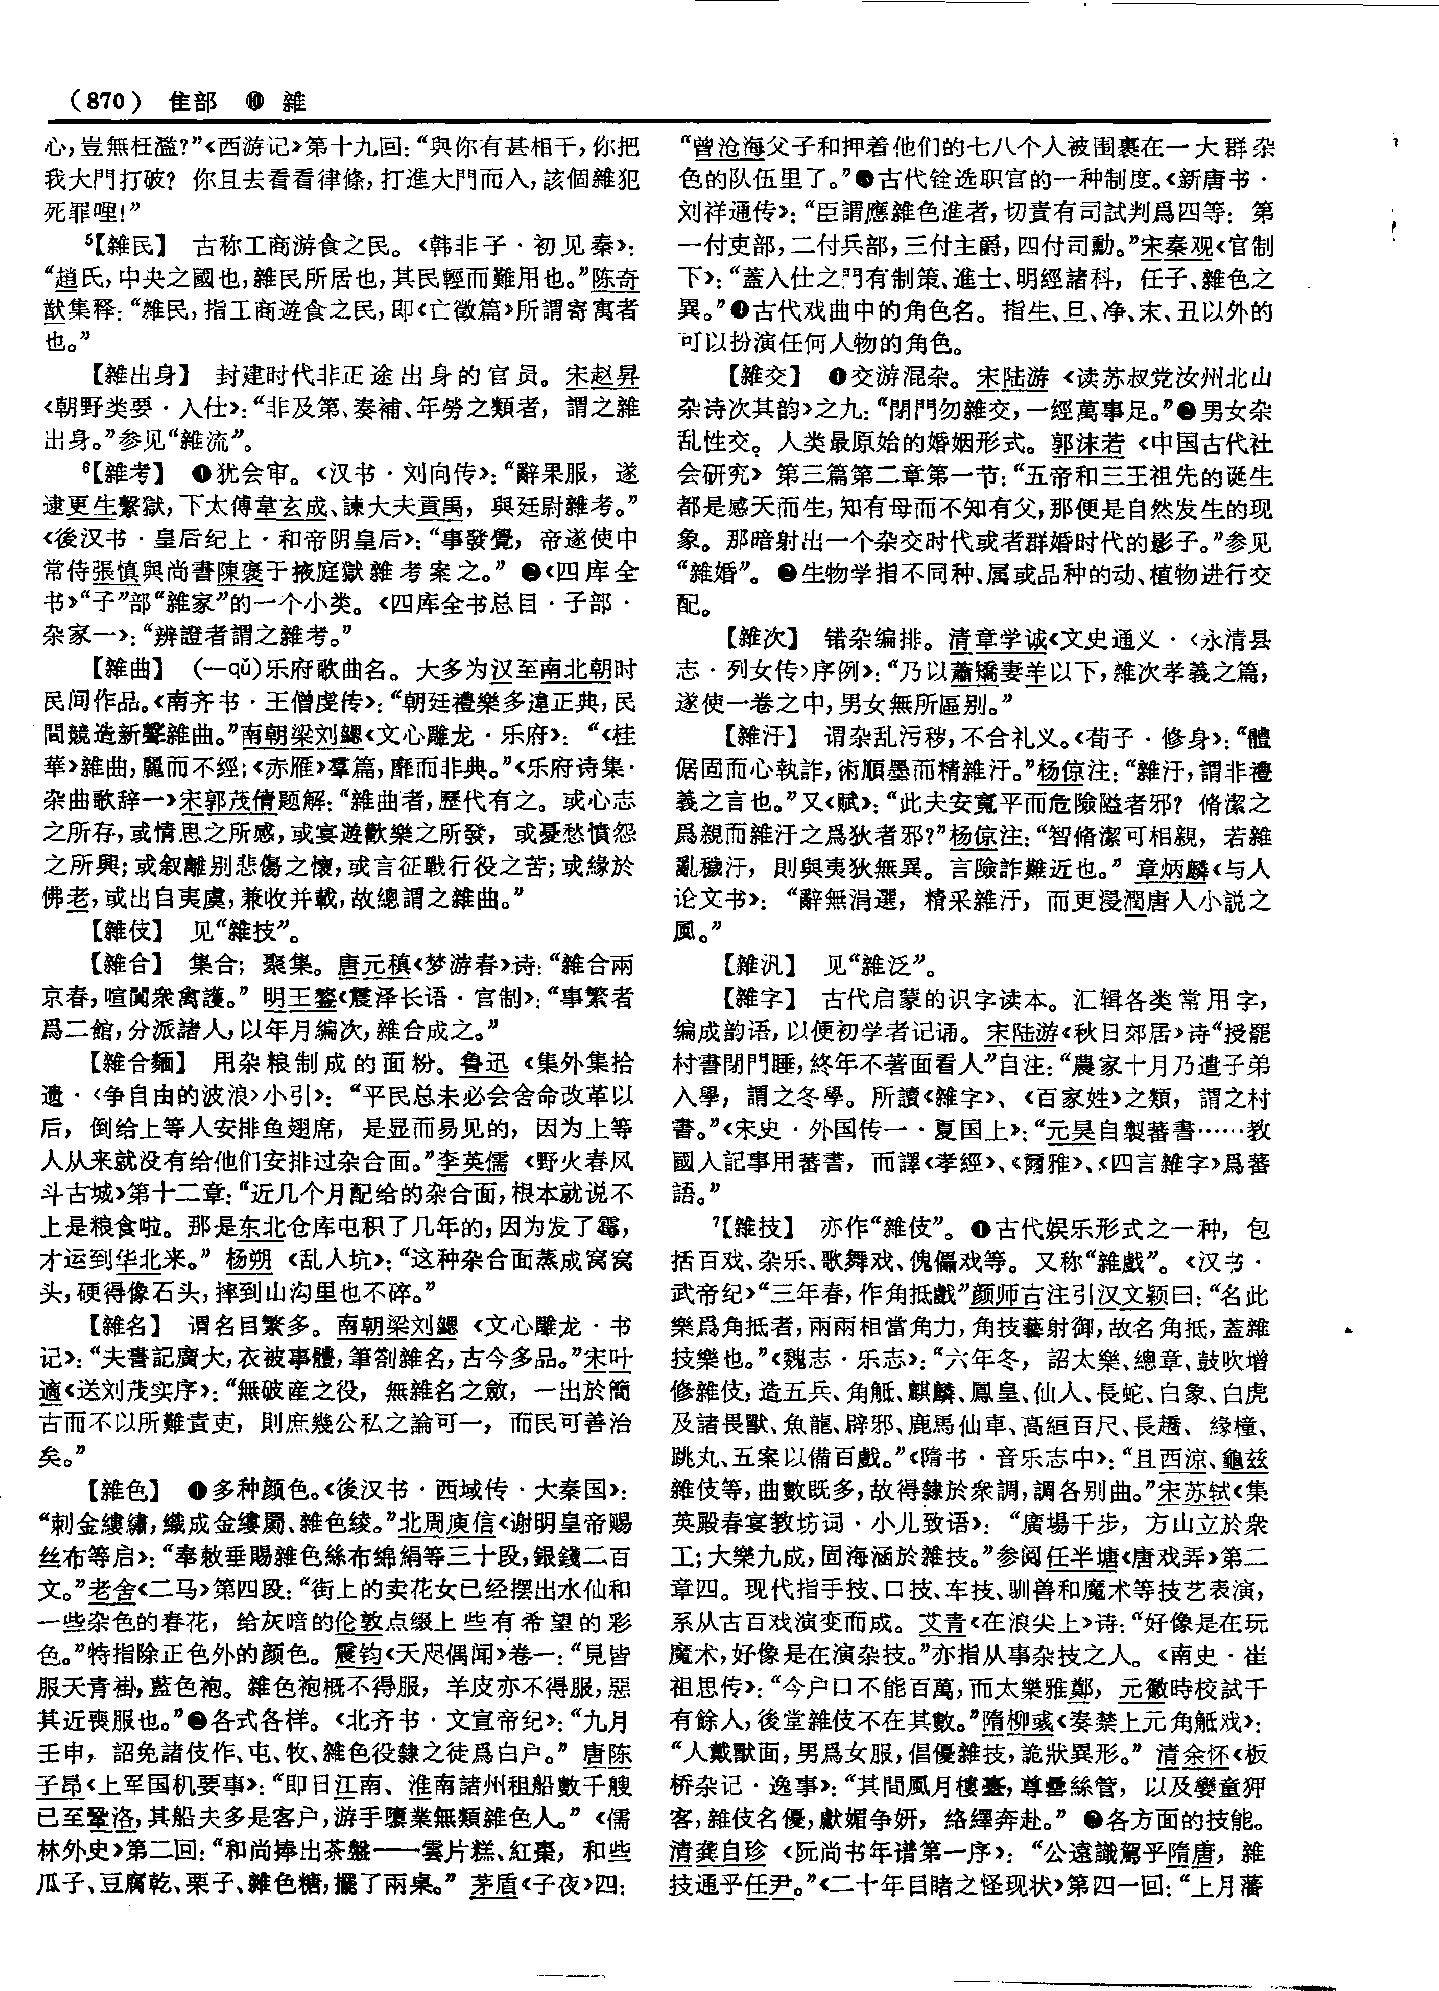 （870） 隹部 ❿ 雜
心，豈無枉濫？”《西游记》第十九回：“與你有甚相干，你把
我大門打破？你且去看看律條，打進大門而入，該個雜犯
死罪哩！”
⁵【雜民】 古称工商游食之民。《韩非子·初见秦》：
“趙氏，中央之國也，雜民所居也，其民輕而難用也。”陈奇
猷集释：“雜民，指工商遊食之民，即《亡徵篇》所謂寄寓者
也。”
【雜出身】 封建时代非正途出身的官员。宋赵昇
《朝野类要·入仕》：“非及第、奏補、年勞之類者，謂之雜
出身。”参见“雜流”。
⁶【雜考】 ❶犹会审。《汉书·刘向传》：“辭果服，遂
逮更生繫獄，下太傅韋玄成、諫大夫貢禹，與廷尉雜考。”
《後汉书·皇后纪上·和帝阴皇后》：“事發覺，帝遂使中
常侍張慎與尚書陳褒于掖庭獄雜考案之。”❷《四库全
书》“子”部“雜家”的一个小类。《四库全书总目·子部·
杂家一》：“辨證者謂之雜考。”
【雜曲】 （—qǔ）乐府歌曲名。大多为汉至南北朝时
民间作品。《南齐书·王僧虔传》：“朝廷禮樂多違正典，民
間競造新聲雜曲。”南朝梁刘勰《文心雕龙·乐府》：“《桂
華》雜曲，麗而不經；《赤雁》羣篇，靡而非典。”《乐府诗集·
杂曲歌辞一》宋郭茂倩题解：“雜曲者，歷代有之。或心志
之所存，或情思之所感，或宴遊歡樂之所發，或憂愁憤怨
之所興；或叙離别悲傷之懷，或言征戰行役之苦；或緣於
佛老，或出自夷虞，兼收并載，故總謂之雜曲。”
【雜伎】 见“雜技”。
【雜合】 集合；聚集。唐元稹《梦游春》诗：“雜合兩
京春，喧闐衆禽護。”明王鏊《震泽长语·官制》：“事繁者
爲二館，分派諸人，以年月編次，雜合成之。”
【雜合麵】 用杂粮制成的面粉。鲁迅《集外集拾
遗·〈争自由的波浪〉小引》：“平民总未必会舍命改革以
后，倒给上等人安排鱼翅席，是显而易见的，因为上等
人从来就没有给他们安排过杂合面。”李英儒《野火春风
斗古城》第十二章：“近几个月配给的杂合面，根本就说不
上是粮食啦。那是东北仓库屯积了几年的，因为发了霉，
才运到华北来。”杨朔《乱人坑》：“这种杂合面蒸成窝窝
头，硬得像石头，摔到山沟里也不碎。”
【雜名】 谓名目繁多。南朝梁刘勰《文心雕龙·书
记》：“夫書記廣大，衣被事體，筆劄雜名，古今多品。”宋叶
適《送刘茂实序》：“無破産之役，無雜名之斂，一出於簡
古而不以所難責吏，則庶幾公私之論可一，而民可善治
矣。”
【雜色】 ❶多种颜色。《後汉书·西域传·大秦国》：
“刺金縷繡，織成金縷罽、雜色綾。”北周庾信《谢明皇帝赐
丝布等启》：“奉敕垂賜雜色絲布綿絹等三十段，銀錢二百
文。”老舍《二马》第四段：“街上的卖花女已经摆出水仙和
一些杂色的春花，给灰暗的伦敦点缀上些有希望的彩
色。”特指除正色外的颜色。震钧《天咫偶闻》卷一：“見皆
服天青褂，藍色袍。雜色袍概不得服，羊皮亦不得服，惡
其近喪服也。”❷各式各样。《北齐书·文宣帝纪》：“九月
壬申，詔免諸伎作、屯、牧、雜色役隸之徒爲白户。”唐陈
子昂《上军国机要事》：“即日江南、淮南諸州租船數千艘
已至鞏洛，其船夫多是客户，游手墮業無類雜色人。”《儒
林外史》第二回：“和尚捧出茶盤——雲片糕、紅棗，和些
瓜子、豆腐乾、栗子、雜色糖，擺了兩桌。”茅盾《子夜》四：
“曾沧海父子和押着他们的七八个人被围裹在一大群杂
色的队伍里了。”❸古代铨选职官的一种制度。《新唐书·
刘祥道传》：“臣謂應雜色進者，切責有司試判爲四等：第
一付吏部，二付兵部，三付主爵，四付司勳。”宋秦观《官制
下》：“蓋入仕之門有制策、進士、明經諸科，任子、雜色之
異。”❹古代戏曲中的角色名。指生、旦、净、末、丑以外的
可以扮演任何人物的角色。
【雜交】 ❶交游混杂。宋陆游《读苏叔党汝州北山
杂诗次其韵》之九：“閉門勿雜交，一經萬事足。”❷男女杂
乱性交。人类最原始的婚姻形式。郭沫若《中国古代社
会研究》第三篇第二章第一节：“五帝和三王祖先的诞生
都是感天而生，知有母而不知有父，那便是自然发生的现
象。那暗射出一个杂交时代或者群婚时代的影子。”参见
“雜婚”。❸生物学指不同种、属或品种的动、植物进行交
配。
【雜次】 错杂编排。清章学诚《文史通义·〈永清县
志·列女传〉序例》：“乃以蕭矯妻羊以下，雜次孝義之篇，
遂使一卷之中，男女無所區别。”
【雜汙】 谓杂乱污秽，不合礼义。《荀子·修身》：“體
倨固而心執詐，術順墨而精雜汙。”杨倞注：“雜汙，謂非禮
義之言也。”又《赋》：“此夫安寬平而危險隘者邪？脩潔之
爲親而雜汙之爲狄者邪？”杨倞注：“智脩潔可相親，若雜
亂穢汙，則與夷狄無異。言險詐難近也。”章炳麟《与人
论文书》：“辭無涓選，精采雜汙，而更浸潤唐人小説之
風。”
【雜汎】 见“雜泛”。
【雜字】 古代启蒙的识字读本。汇辑各类常用字，
编成韵语，以便初学者记诵。宋陆游《秋日郊居》诗“授罷
村書閉門睡，終年不著面看人”自注：“農家十月乃遣子弟
入學，謂之冬學。所讀《雜字》、《百家姓》之類，謂之村
書。”《宋史·外国传一·夏国上》：“元昊自製蕃書……教
國人記事用蕃書，而譯《孝經》、《爾雅》、《四言雜字》爲蕃
語。”
⁷【雜技】 亦作“雜伎”。❶古代娱乐形式之一种，包
括百戏、杂乐、歌舞戏、傀儡戏等。又称“雜戲”。《汉书·
武帝纪》“三年春，作角抵戲”颜师古注引汉文颖曰：“名此
樂爲角抵者，兩兩相當角力，角技藝射御，故名角抵，蓋雜
技樂也。”《魏志·乐志》：“六年冬，詔太樂、總章、鼓吹增
修雜伎，造五兵、角觝、麒麟、鳳皇、仙人、長蛇、白象、白虎
及諸畏獸、魚龍、辟邪、鹿馬仙車、高絙百尺、長趫、緣橦、
跳丸、五案以備百戲。”《隋书·音乐志中》：“且西涼、龜兹
雜伎等，曲數既多，故得隸於衆調，調各别曲。”宋苏轼《集
英殿春宴教坊词·小儿致语》：“廣場千步，方山立於衆
工；大樂九成，固海涵於雜技。”参阅任半塘《唐戏弄》第二
章四。现代指手技、口技、车技、驯兽和魔术等技艺表演，
系从古百戏演变而成。艾青《在浪尖上》诗：“好像是在玩
魔术，好像是在演杂技。”亦指从事杂技之人。《南史·崔
祖思传》：“今户口不能百萬，而太樂雅鄭，元徽時校試千
有餘人，後堂雜伎不在其數。”隋柳彧《奏禁上元角觝戏》：
“人戴獸面，男爲女服，倡優雜技，詭狀異形。”清余怀《板
桥杂记·逸事》：“其間風月樓臺，尊罍絲管，以及孌童狎
客，雜伎名優，獻媚争妍，絡繹奔赴。”❷各方面的技能。
清龚自珍《阮尚书年谱第一序》：“公遠識駕乎隋唐，雜
技通乎任尹。”《二十年目睹之怪现状》第四一回：“上月藩